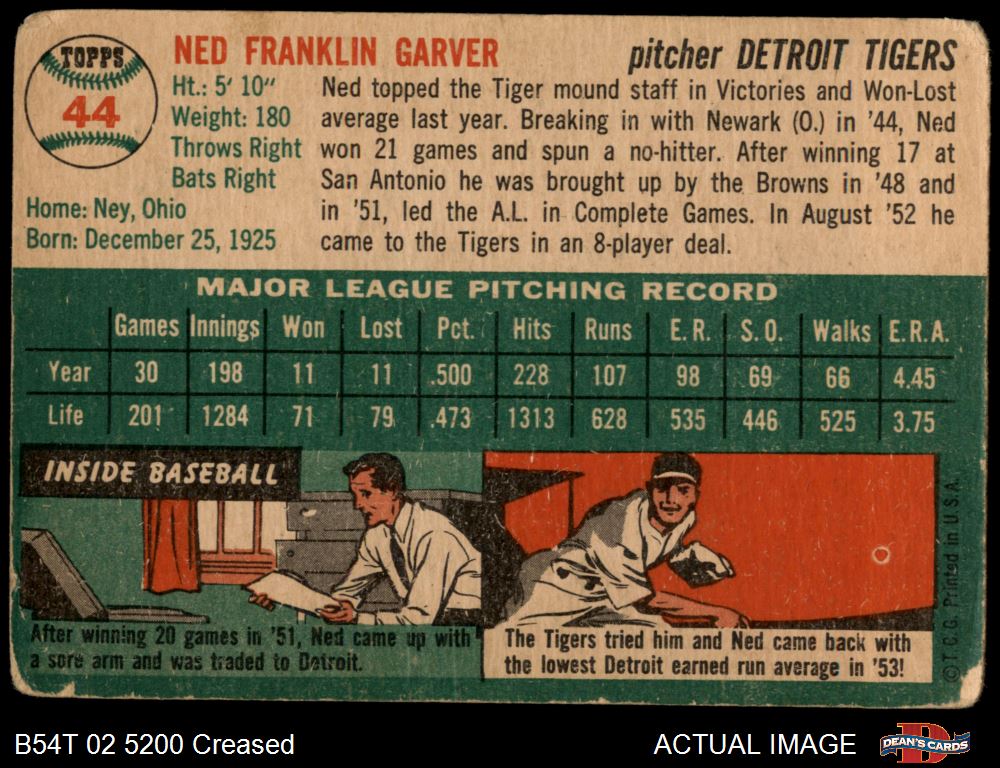 TOPPS
44
NED FRANKLIN GARVER
pitcher DETROIT TIGERS
Ht.: 5' 10"
Weight: 180
Throws Right
Bats Right
Home: Ney, Ohio
Born: December 25, 1925
Ned topped the Tiger mound staff in Victories and Won-Lost
average last year. Breaking in with Newark (O.) in '44, Ned
won 21 games and spun a no-hitter. After winning 17 at
San Antonio he was brought up by the Browns in '48 and
in '51, led the A.L. in Complete Games. In August '52 he
came to the Tigers in an 8-player deal.
MAJOR LEAGUE PITCHING RECORD
Games Innings Won Lost Pct. Hits Runs E.R. S.O. Walks E.R.A.
Year 30 198 11 11 .500 228 107 98 69 66 4.45
Life 201 1284 71 79 .473 1313 628 535 446 525 3.75
INSIDE BASEBALL
After winning 20 games in '51, Ned came up with
a sore arm and was traded to Detroit.
The Tigers tried him and Ned came back with
the lowest Detroit earned run average in '53!
© T.C.G. Printed in U.S.A.
B54T 02 5200 Creased
ACTUAL IMAGE
DEAN'S CARDS